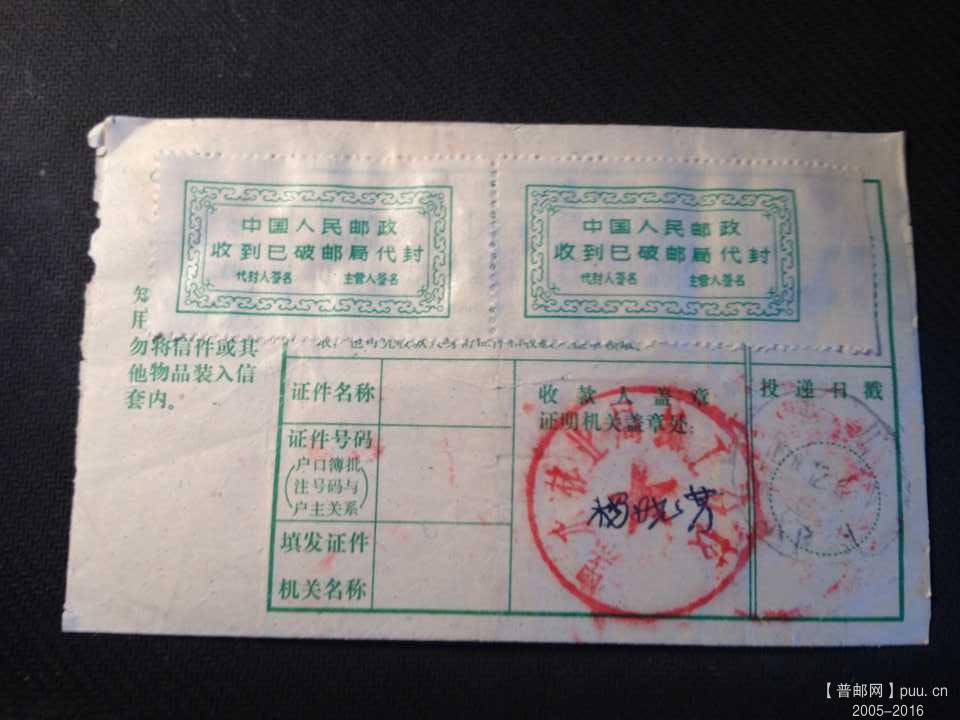 中国人民邮政
收到已破邮局代封
代封人签名 主管人签名
中国人民邮政
收到已破邮局代封
代封人签名 主管人签名
勿将信件或其
他物品装入信
套内。
证件名称
证件号码
(户口簿批
注号码与
户主关系)
填发证件
机关名称
收款人盖章
证明机关盖章处
投递日戳
杨晓芳
【普邮网】puu.cn
2005-2016